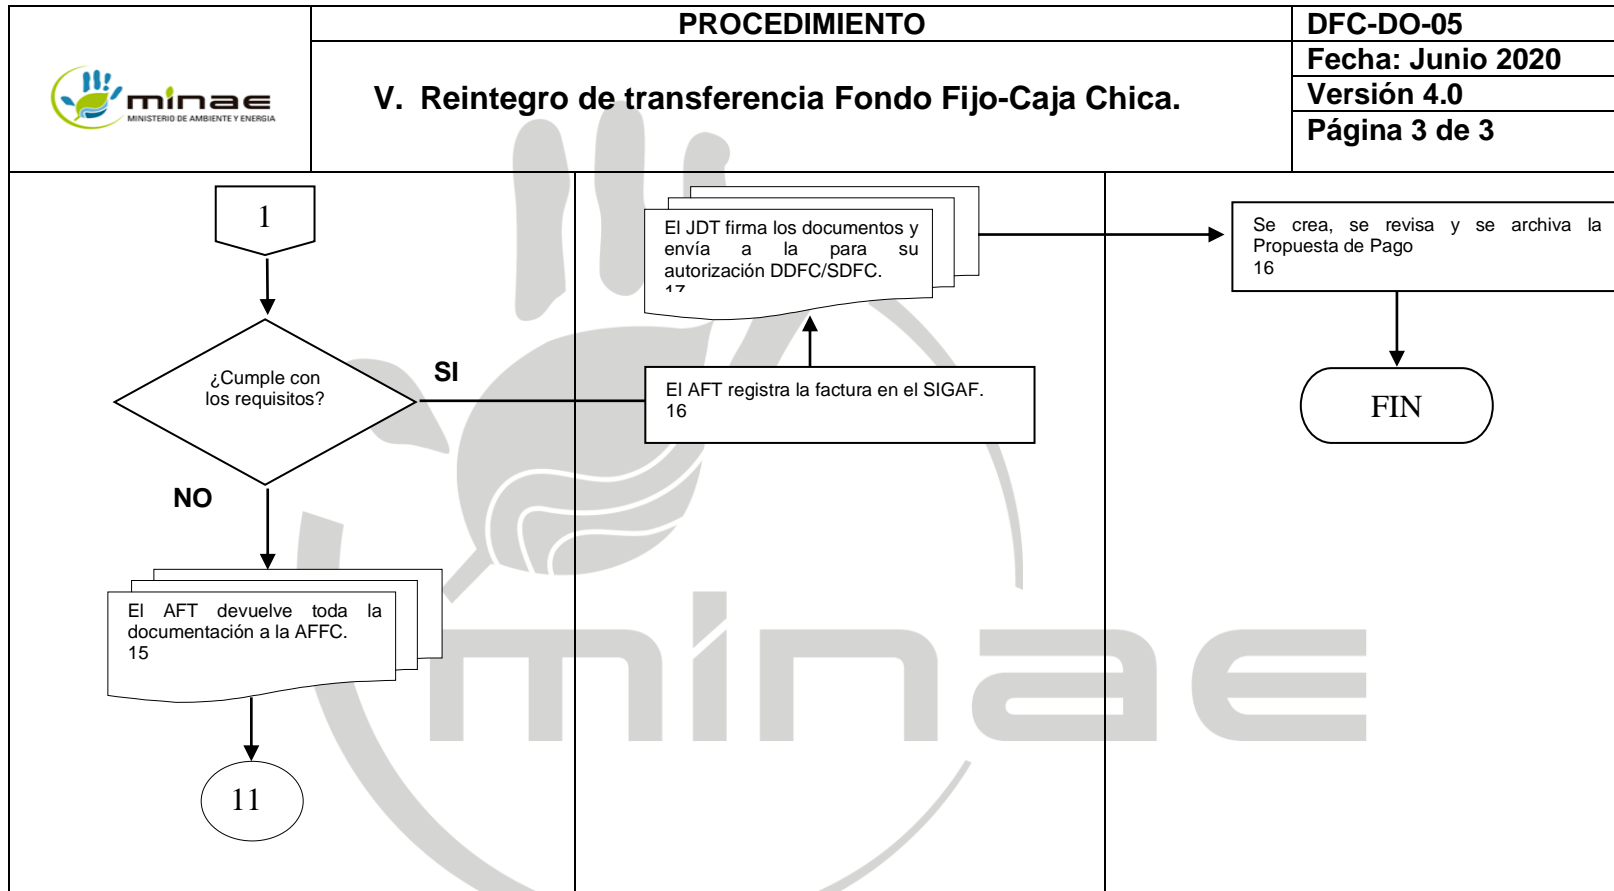 PROCEDIMIENTO
DFC-DO-05
Fecha: Junio 2020
Versión 4.0
Página 3 de 3
V. Reintegro de transferencia Fondo Fijo-Caja Chica.
minae
MINISTERIO DE AMBIENTE Y ENERGIA
1
¿Cumple con
los requisitos?
SI
NO
El AFT devuelve toda la
documentación a la AFFC.
15
11
El JDT firma los documentos y
envía a la para su
autorización DDFC/SDFC.
17
El AFT registra la factura en el SIGAF.
16
Se crea, se revisa y se archiva la
Propuesta de Pago
16
FIN
minae